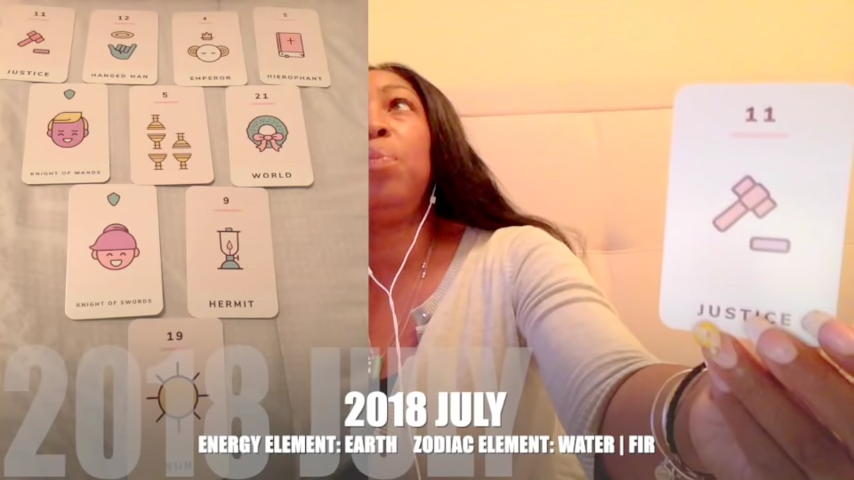 11
JUSTICE
12
HANGED MAN
4
EMPEROR
5
HIEROPHANT
KNIGHT OF WANDS
5
21
WORLD
KNIGHT OF SWORDS
9
HERMIT
19
SUN
11
JUSTICE
2018 JULY
2018 JULY
ENERGY ELEMENT: EARTH ZODIAC ELEMENT: WATER | FIR